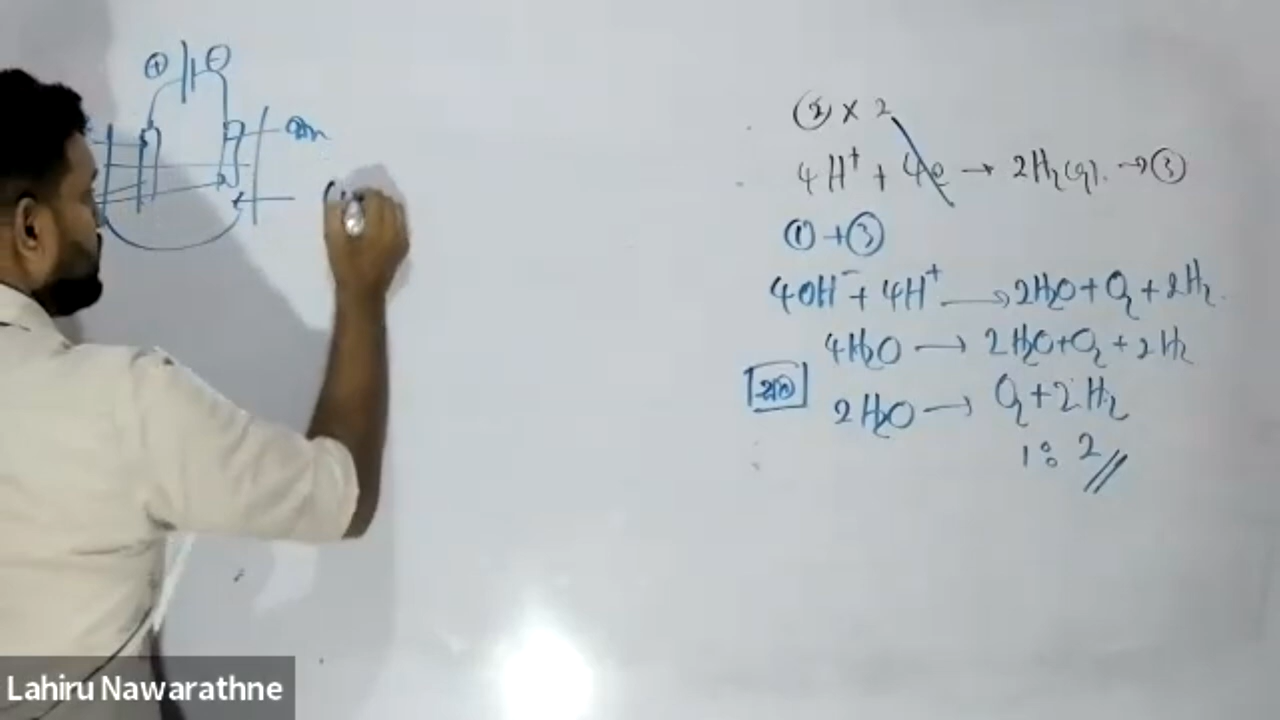 + −
② × 2
4H⁺ + 4e → 2H₂(g). → ③
① + ③
4OH⁻ + 4H⁺ → 2H₂O + O₂ + 2H₂.
4H₂O → 2H₂O + O₂ + 2H₂
2H₂O → O₂ + 2H₂
1 : 2 //
Lahiru Nawarathne